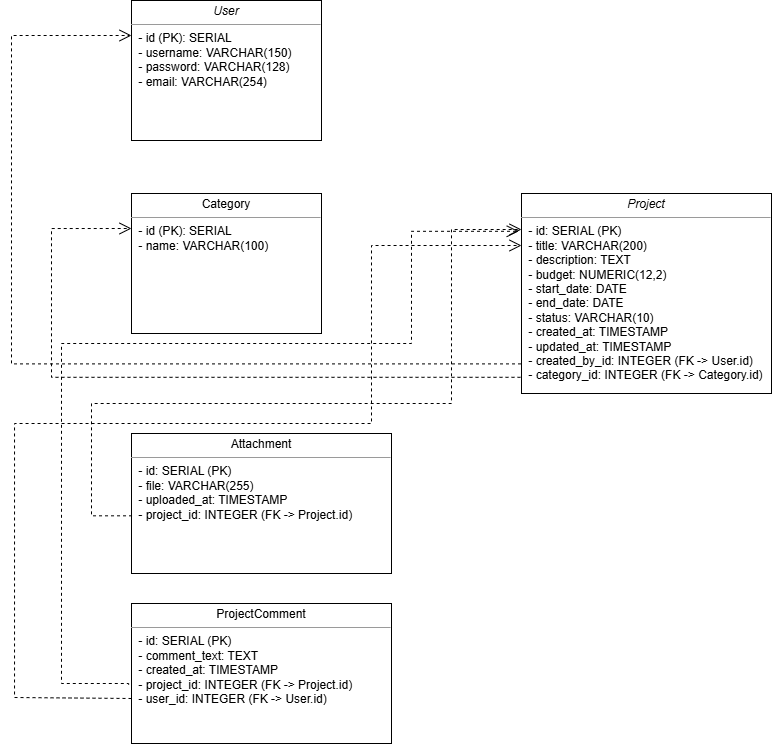 User
- id (PK): SERIAL
- username: VARCHAR(150)
- password: VARCHAR(128)
- email: VARCHAR(254)
Category
- id (PK): SERIAL
- name: VARCHAR(100)
Project
- id: SERIAL (PK)
- title: VARCHAR(200)
- description: TEXT
- budget: NUMERIC(12,2)
- start_date: DATE
- end_date: DATE
- status: VARCHAR(10)
- created_at: TIMESTAMP
- updated_at: TIMESTAMP
- created_by_id: INTEGER (FK -> User.id)
- category_id: INTEGER (FK -> Category.id)
Attachment
- id: SERIAL (PK)
- file: VARCHAR(255)
- uploaded_at: TIMESTAMP
- project_id: INTEGER (FK -> Project.id)
ProjectComment
- id: SERIAL (PK)
- comment_text: TEXT
- created_at: TIMESTAMP
- project_id: INTEGER (FK -> Project.id)
- user_id: INTEGER (FK -> User.id)